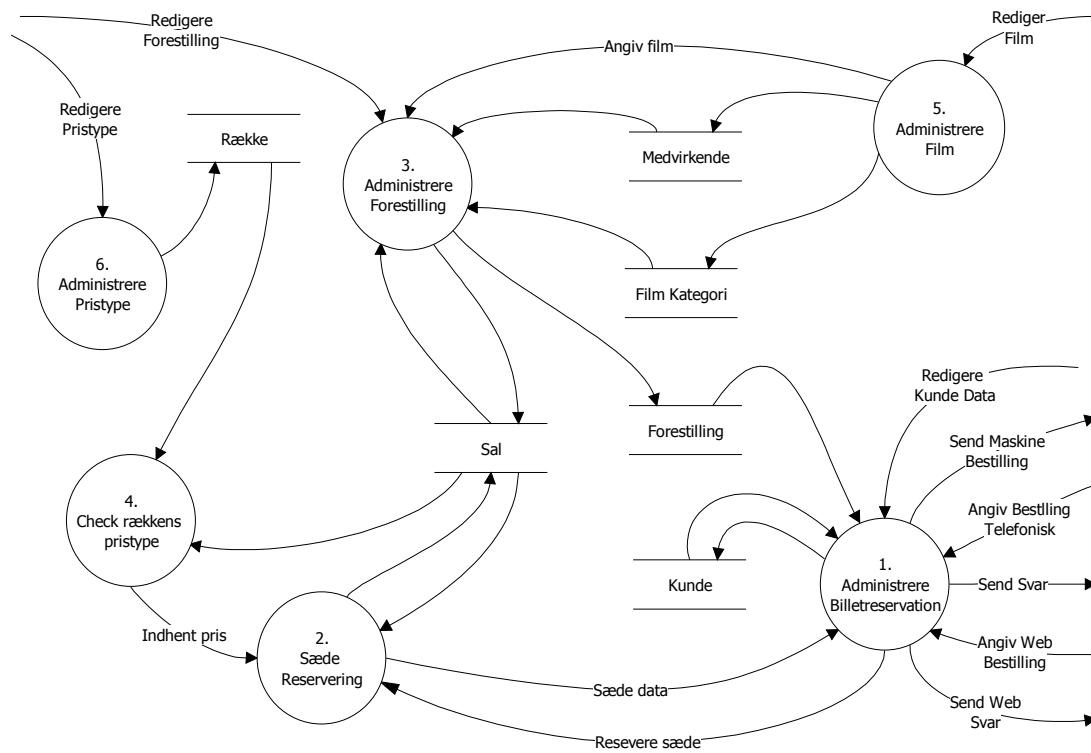 Redigere
Forestilling
Angiv film
Rediger
Film
Redigere
Pristype
Række
3.
Administrere
Forestilling
Medvirkende
5.
Administrere
Film
6.
Administrere
Pristype
Film Kategori
Redigere
Kunde Data
Forestilling
Sal
Send Maskine
Bestilling
4.
Check rækkens
pristype
Angiv Bestlling
Telefonisk
Kunde
1.
Administrere
Billetreservation
Send Svar
Indhent pris
2.
Sæde
Reservering
Angiv Web
Bestilling
Sæde data
Send Web
Svar
Resevere sæde